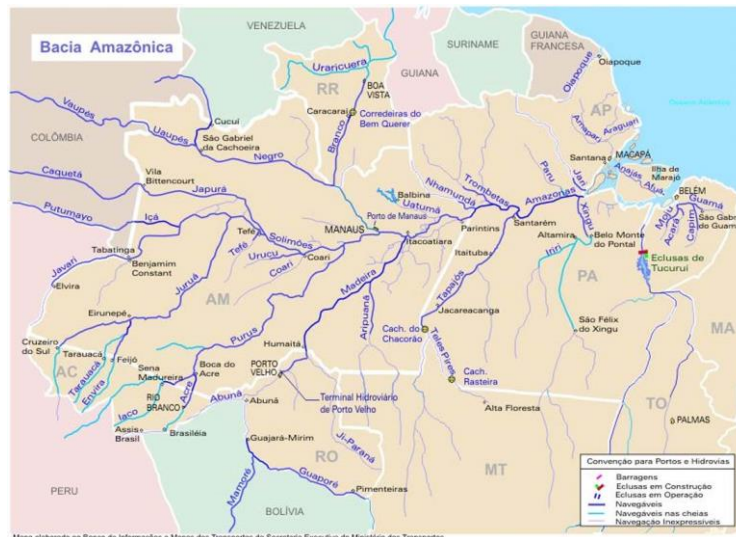 Bacia Amazônica
VENEZUELA
GUIANA
SURINAME
GUIANA
FRANCESA
COLÔMBIA
PERU
BOLÍVIA
RR
AP
AM
PA
AC
RO
MT
TO
MA
Uraricuera
BOA
VISTA
Caracaraí
Corredeiras do
Bem Querer
Branco
Oiapoque
Oiapoque
Vaupés
Uaupés
Cucuí
São Gabriel
da Cachoeira
Negro
Caquetá
Vila
Bittencourt
Japurá
Putumayo
Içá
Balbina
Uatumã
Nhamundá
Trombetas
Paru
Jari
Amapari
Araguari
Santana
MACAPÁ
Ilha de
Marajó
Anajás
Afuá
BELÉM
Guamá
Moju
Acará
Capim
São Gabr
do Guam
Amazonas
Xingu
Santarém
Parintins
Itacoatiara
MANAUS
Porto de Manaus
Solimões
Tefé
Tefé
Urucu
Coari
Coari
Tabatinga
Benjamim
Constant
Javari
Elvira
Juruá
Eirunepé
Cruzeiro
do Sul
Tarauacá
Tarauacá
Feijó
Envira
Sena
Madureira
Iaco
Purus
Boca do
Acre
Acre
RIO
BRANCO
Assis
Brasil
Brasiléia
Abunã
Abunã
Humaitá
PORTO
VELHO
Terminal Hidroviário
de Porto Velho
Madeira
Aripuanã
Itaituba
Tapajós
Jacareacanga
Cach. do
Chacorão
Teles Pires
Cach.
Rasteira
Alta Floresta
Altamira
Belo Monte
do Pontal
Iriri
São Félix
do Xingu
Eclusas de
Tucuruí
PALMAS
Guajará-Mirim
Mamoré
Guaporé
Ji-Paraná
Pimenteiras
Convenção para Portos e Hidrovias
Barragens
Eclusas em Construção
Eclusas em Operação
Navegáveis
Navegáveis nas cheias
Navegação Inexpressíveis